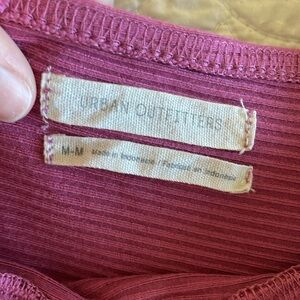 URBAN OUTFITTERS
M-M Made in Indonesia / Fabriqué en Indonésie